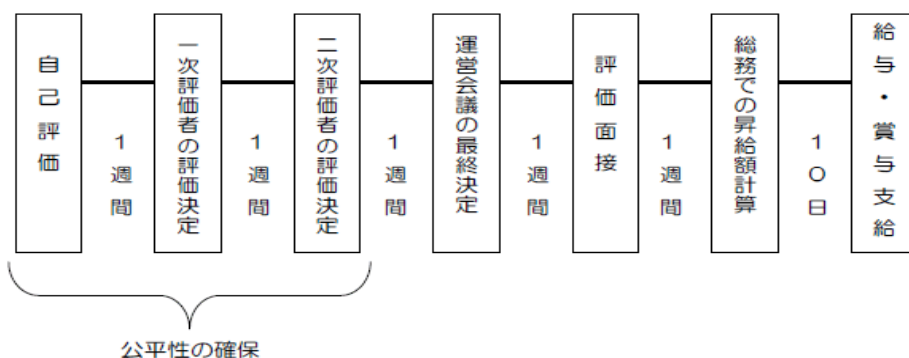 自己評価
1週間
一次評価者の評価決定
1週間
二次評価者の評価決定
1週間
運営会議の最終決定
1週間
評価面接
1週間
総務での昇給額計算
10日
給与・賞与支給
公平性の確保